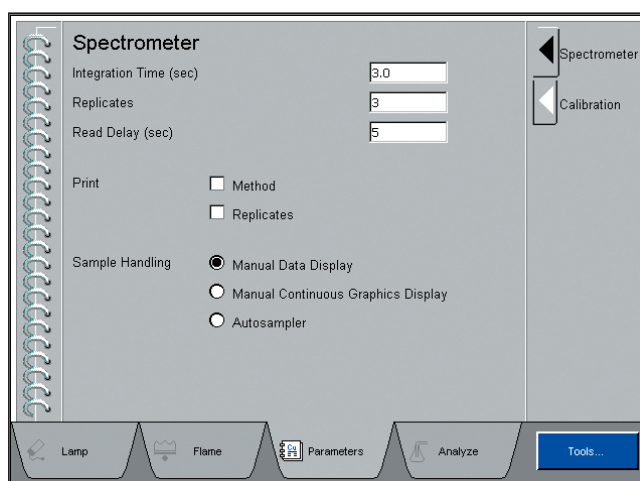 Spectrometer
Integration Time (sec) 3.0
Replicates 3
Read Delay (sec) 5
Print Method
Replicates
Sample Handling Manual Data Display
Manual Continuous Graphics Display
Autosampler
Spectrometer
Calibration
Lamp Flame Cu Parameters Analyze Tools...